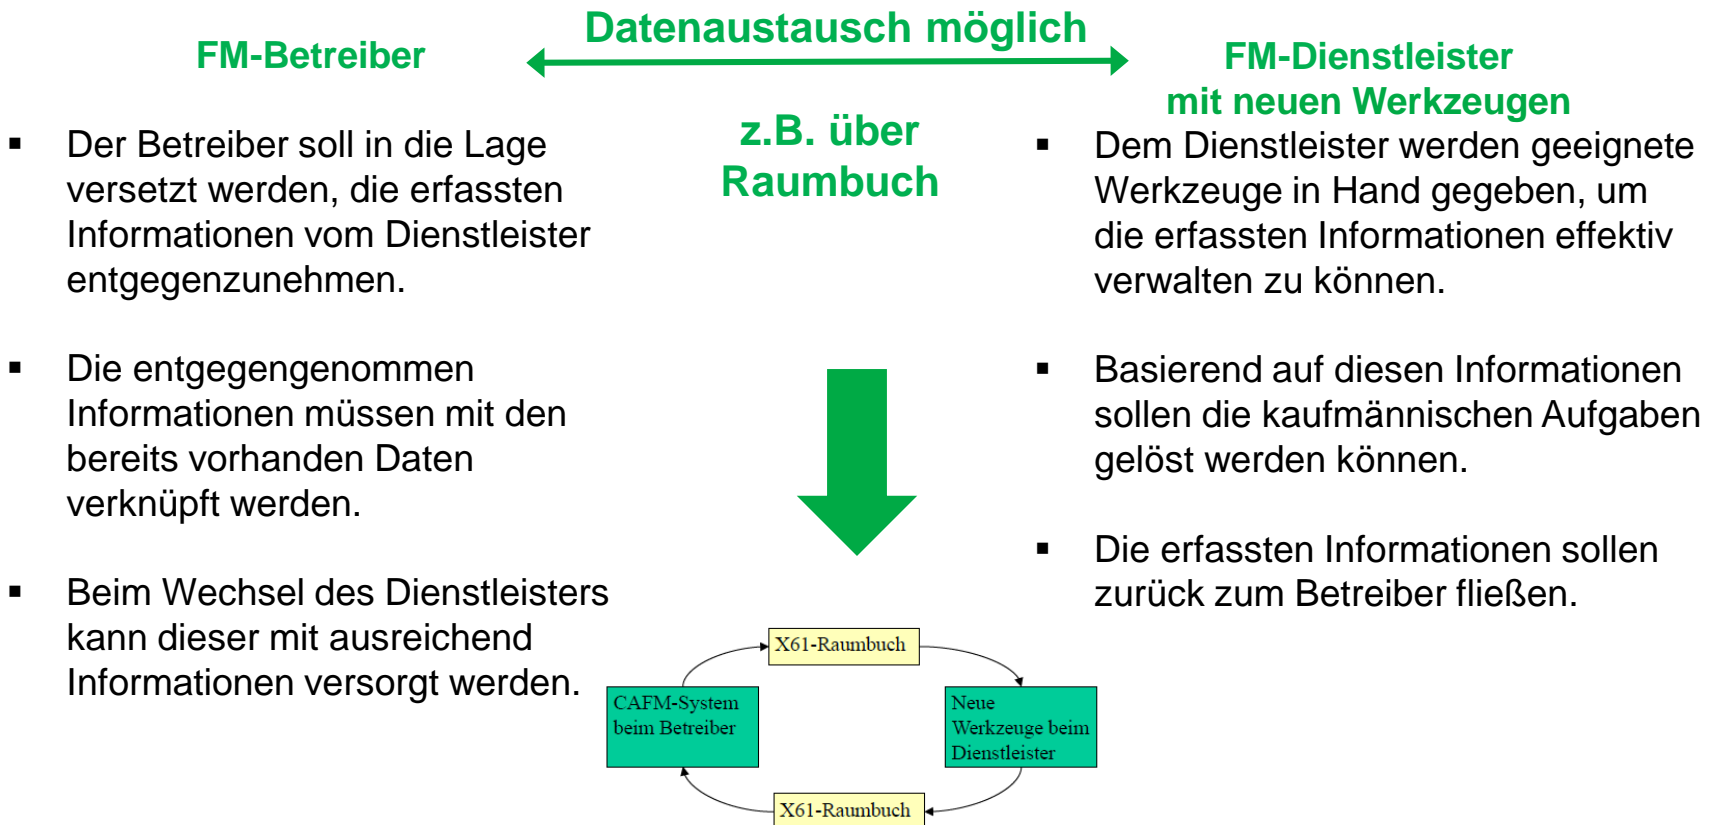 Datenaustausch möglich
FM-Betreiber
FM-Dienstleister
mit neuen Werkzeugen
z.B. über
Raumbuch
▪ Der Betreiber soll in die Lage
versetzt werden, die erfassten
Informationen vom Dienstleister
entgegenzunehmen.
▪ Die entgegengenommen
Informationen müssen mit den
bereits vorhanden Daten
verknüpft werden.
▪ Beim Wechsel des Dienstleisters
kann dieser mit ausreichend
Informationen versorgt werden.
▪ Dem Dienstleister werden geeignete
Werkzeuge in Hand gegeben, um
die erfassten Informationen effektiv
verwalten zu können.
▪ Basierend auf diesen Informationen
sollen die kaufmännischen Aufgaben
gelöst werden können.
▪ Die erfassten Informationen sollen
zurück zum Betreiber fließen.
X61-Raumbuch
CAFM-System
beim Betreiber
Neue
Werkzeuge beim
Dienstleister
X61-Raumbuch